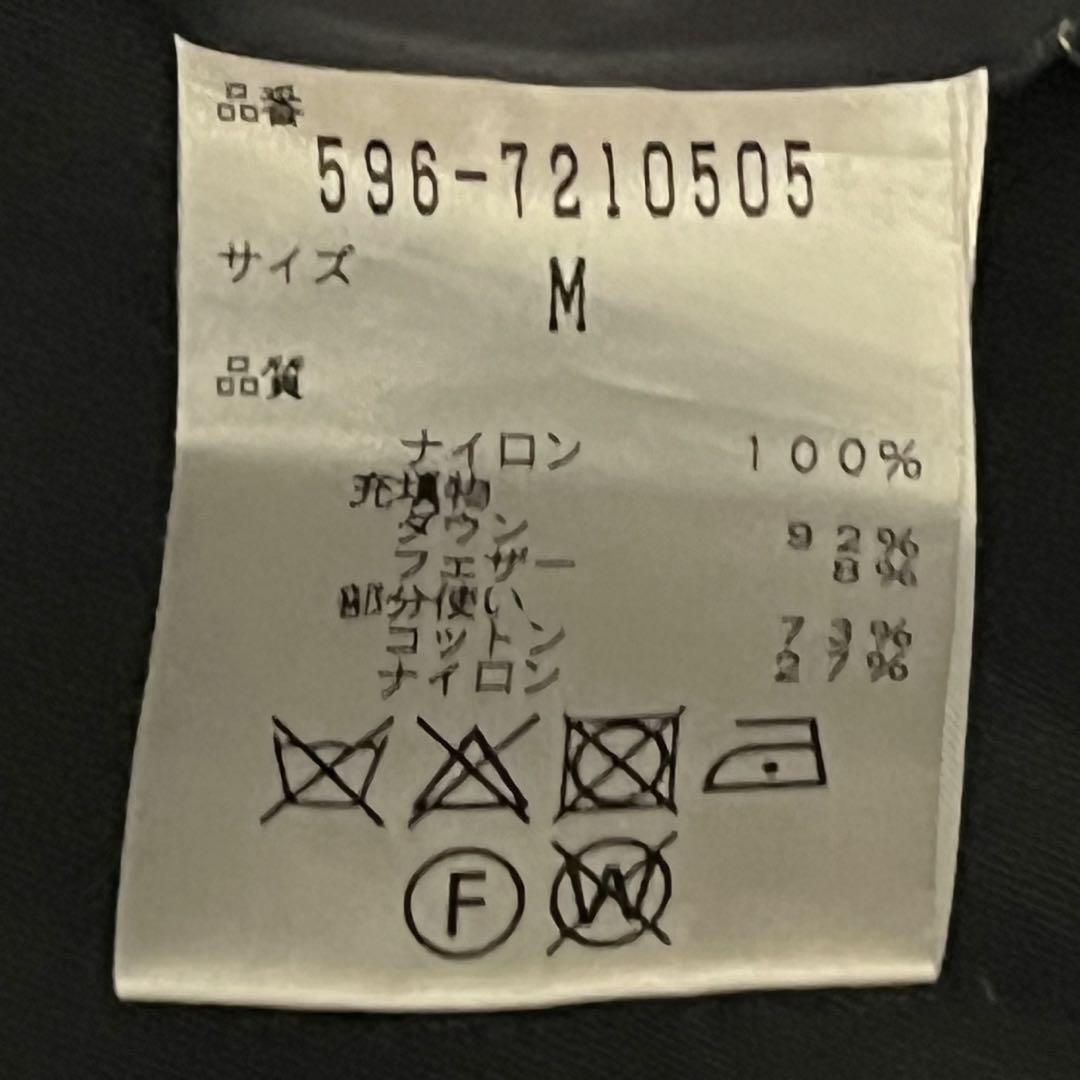 品番
596-7210505
サイズ
M
品質
ナイロン 100%
充填物
ダウン 92%
フェザー 8%
部分使い
コットン 73%
ナイロン 27%
F
W